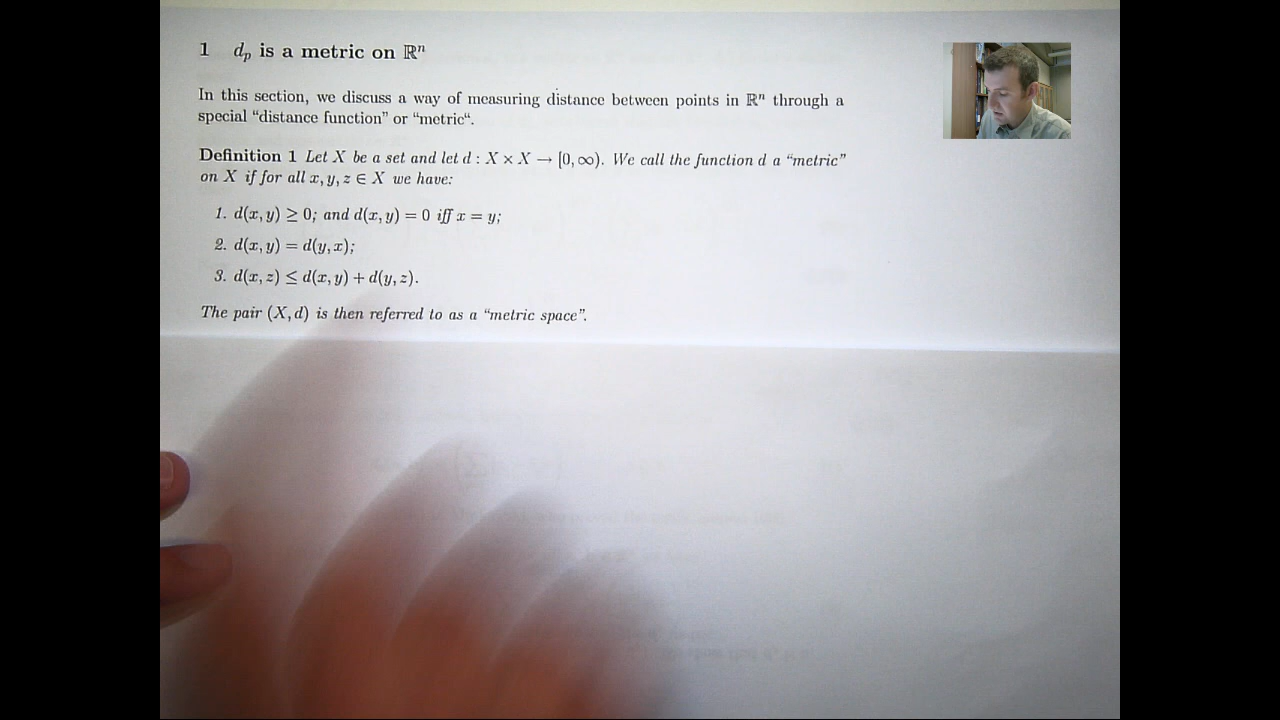 1 dₚ is a metric on ℝⁿ
In this section, we discuss a way of measuring distance between points in ℝⁿ through a
special “distance function” or “metric“.
Definition 1 Let X be a set and let d : X × X → [0, ∞). We call the function d a “metric”
on X if for all x, y, z ∈ X we have:
1. d(x, y) ≥ 0; and d(x, y) = 0 iff x = y;
2. d(x, y) = d(y, x);
3. d(x, z) ≤ d(x, y) + d(y, z).
The pair (X, d) is then referred to as a “metric space”.